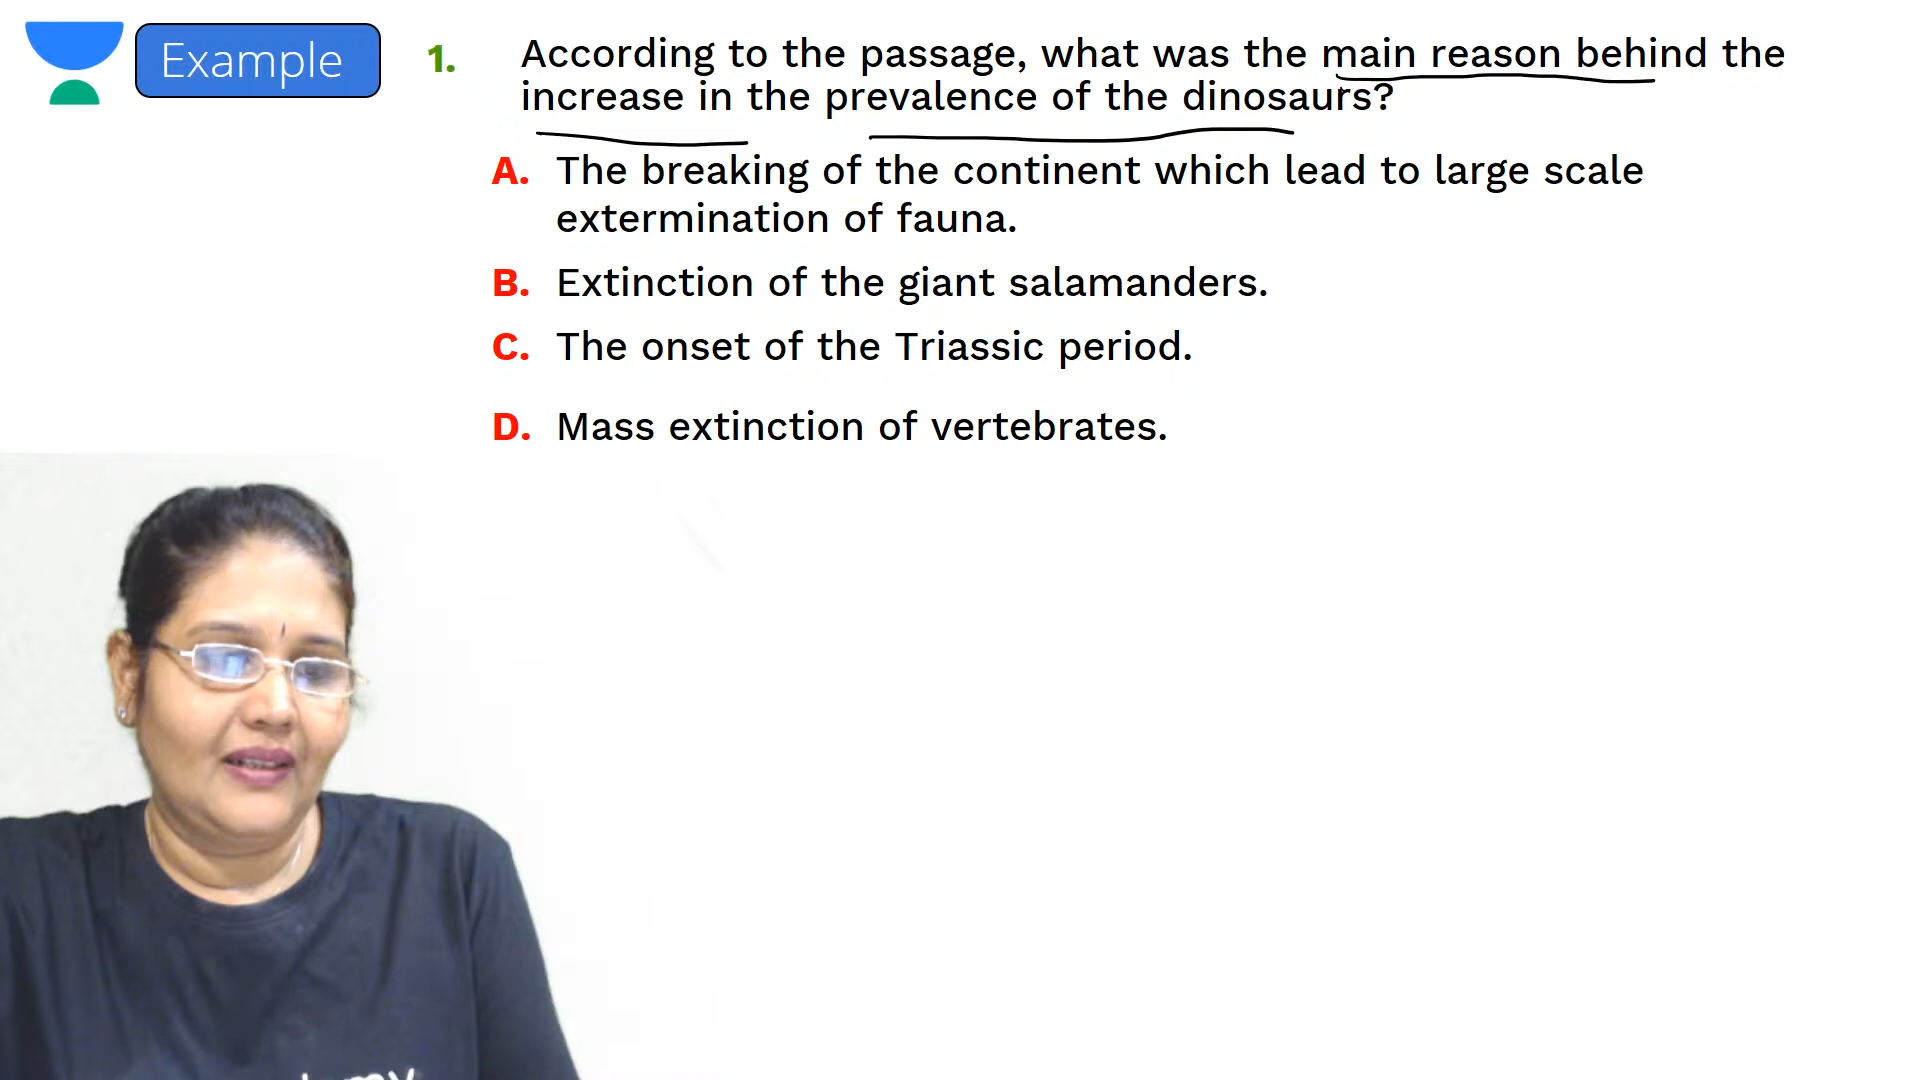 Example
1. According to the passage, what was the main reason behind the
increase in the prevalence of the dinosaurs?
A. The breaking of the continent which lead to large scale
extermination of fauna.
B. Extinction of the giant salamanders.
C. The onset of the Triassic period.
D. Mass extinction of vertebrates.